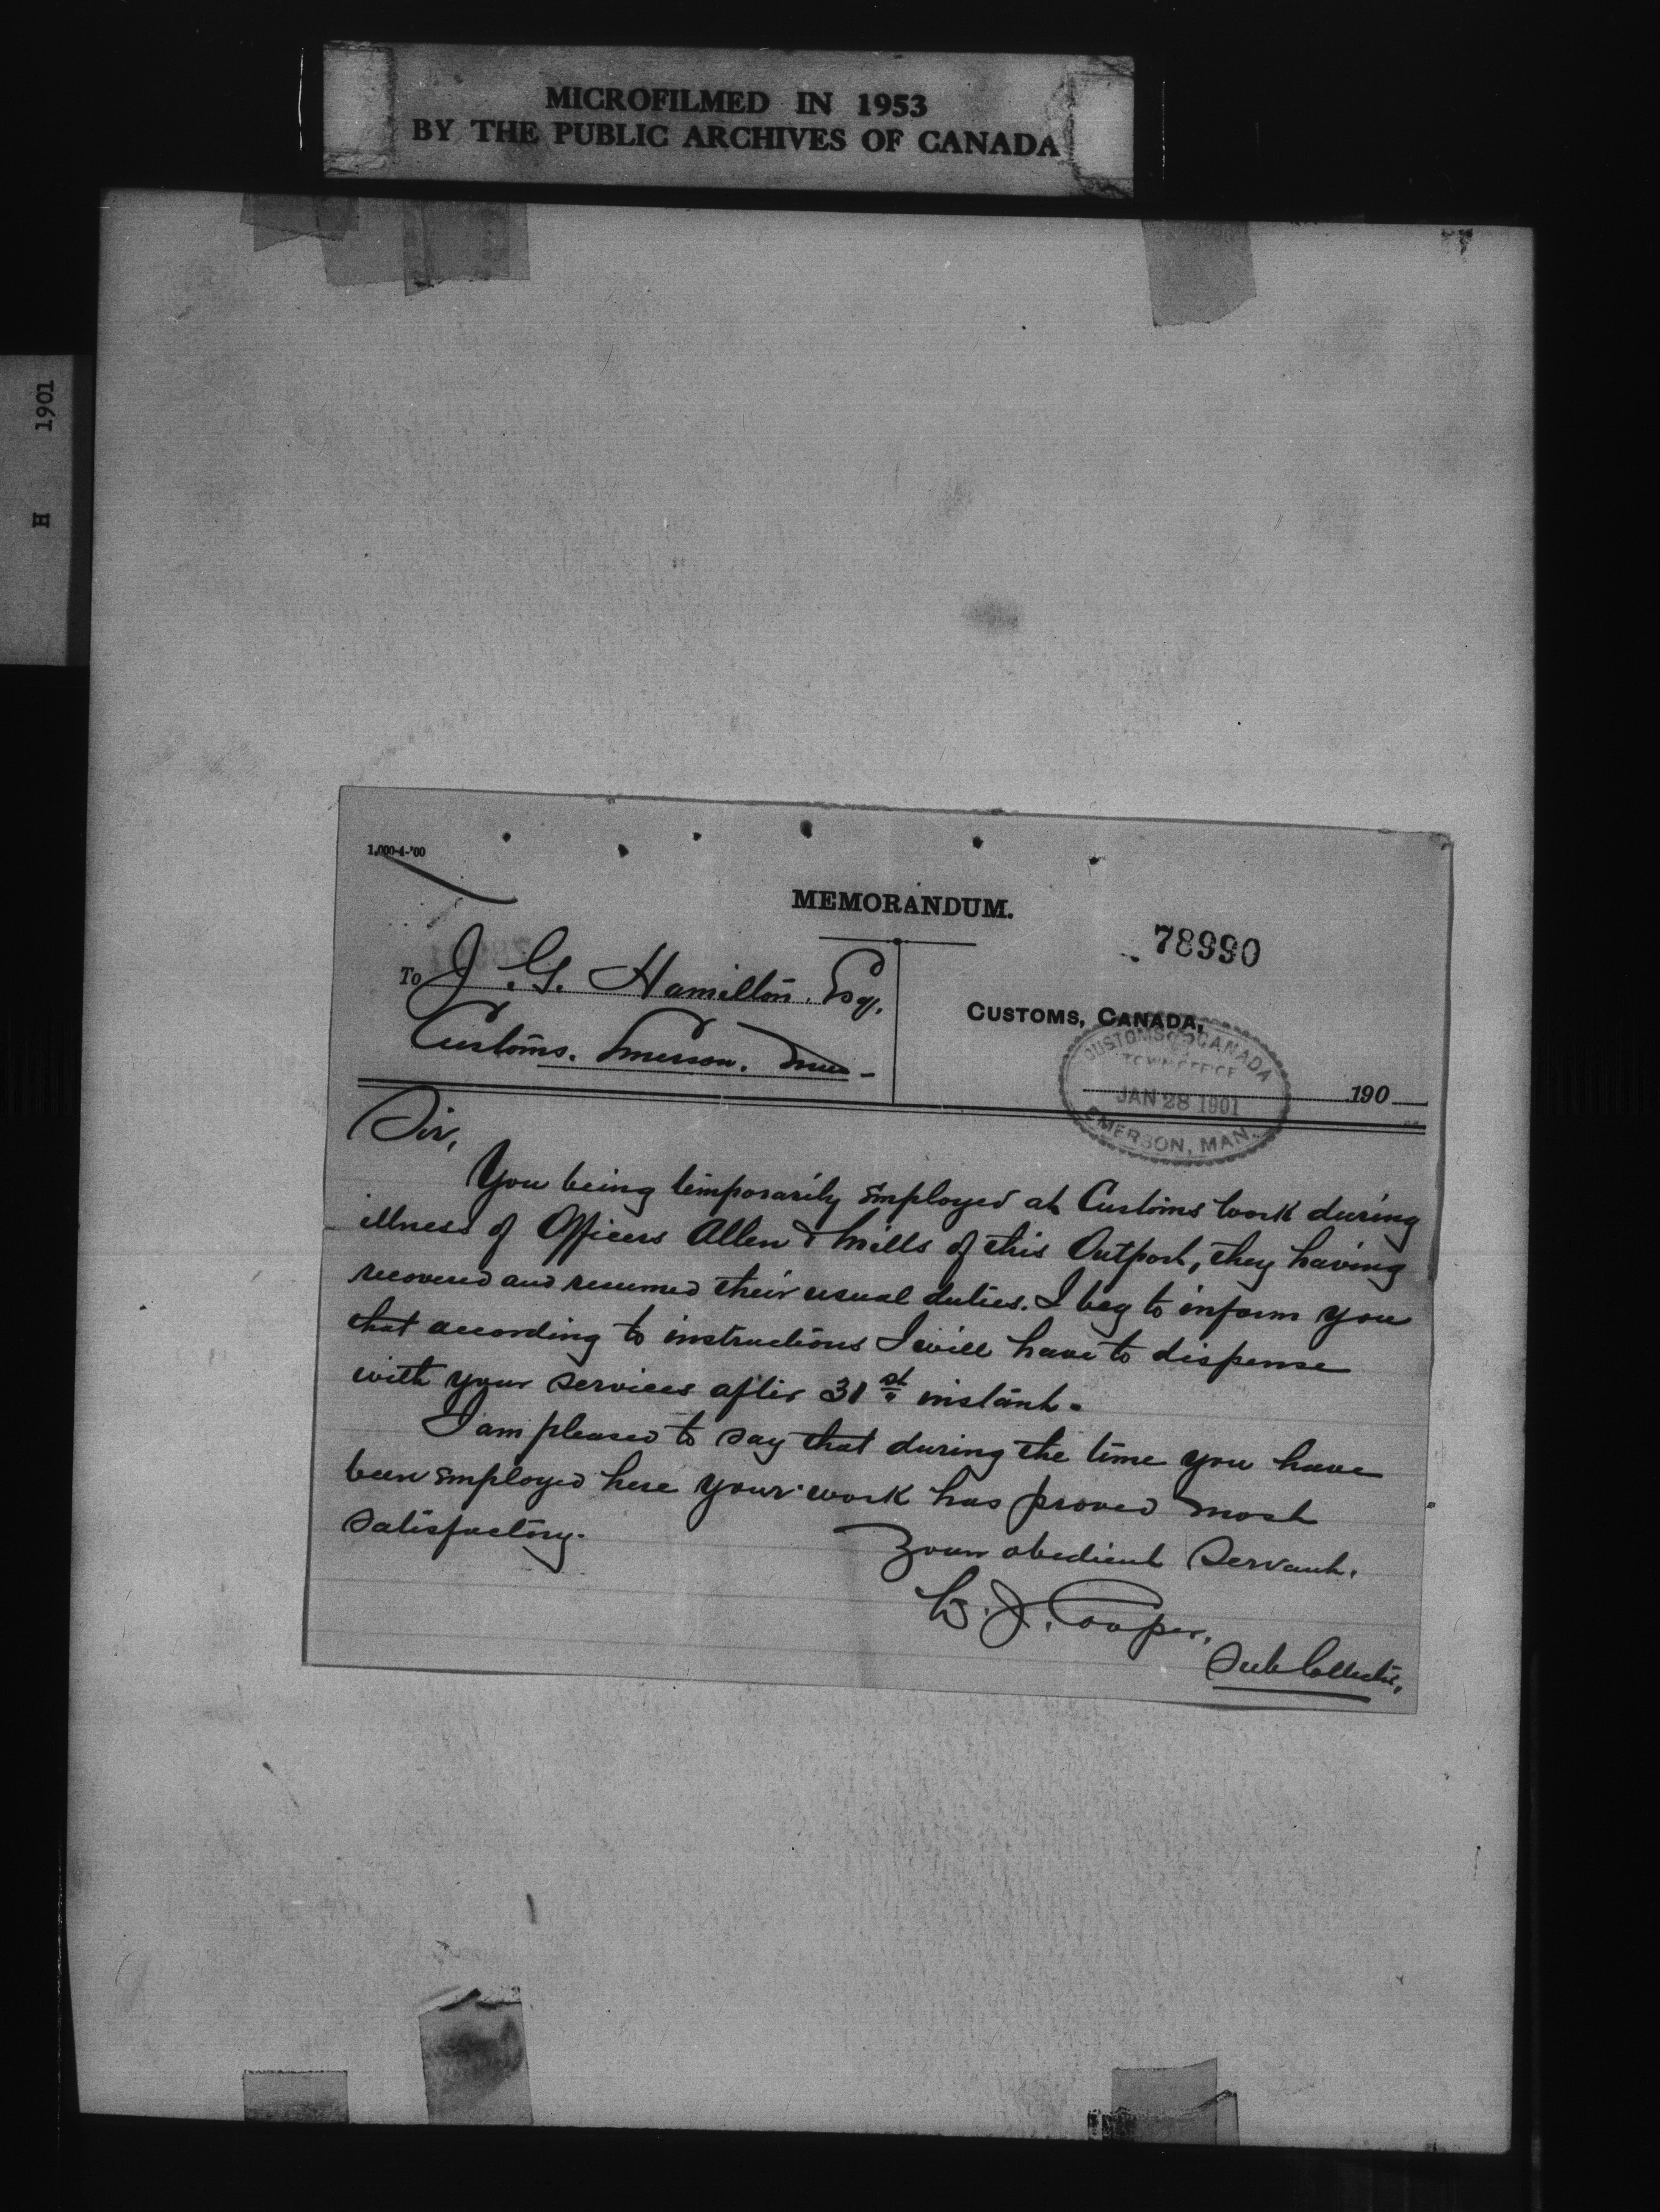 MICROFILMED IN 1953
BY THE PUBLIC ARCHIVES OF CANADA
H 1901
1,000-4-'00
MEMORANDUM.
78990
To J. G. Hamilton. Esq.
Customs. Emerson. Man -
CUSTOMS, CANADA,
190
CUSTOMS CANADA
TOWN OFFICE
JAN 28 1901
EMERSON, MAN.
Sir,
You being temporarily Employed at Customs work during
illness of Officers Allen & Mills of this Outport, they having
recovered and resumed their usual duties. I beg to inform you
that according to instructions I will have to dispense
with your services after 31st instant.
I am pleased to say that during the time you have
been Employed here your work has proved most
satisfactory.
Your obedient Servant.
W. J. Cooper.
Sub Collector,